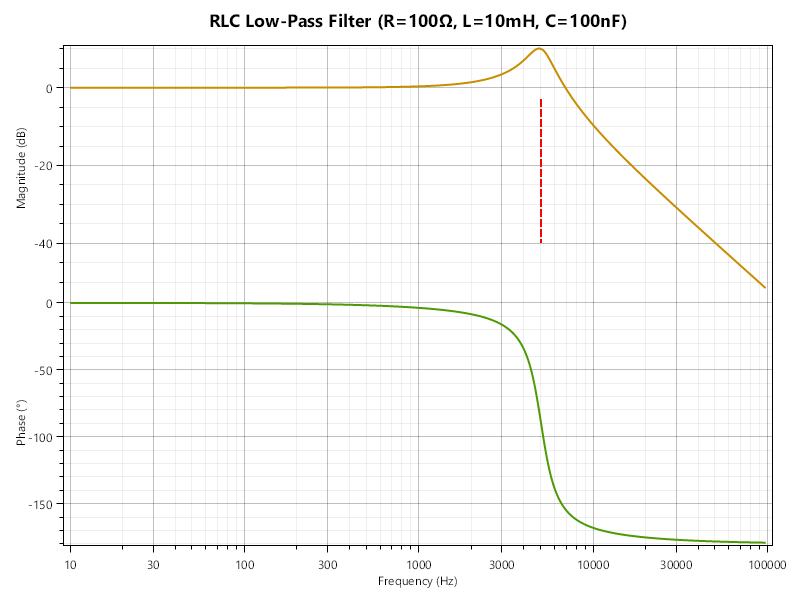 RLC Low-Pass Filter (R=100Ω, L=10mH, C=100nF)
0
-20
-40
Magnitude (dB)
0
-50
-100
-150
Phase (°)
10 30 100 300 1000 3000 10000 30000 100000
Frequency (Hz)